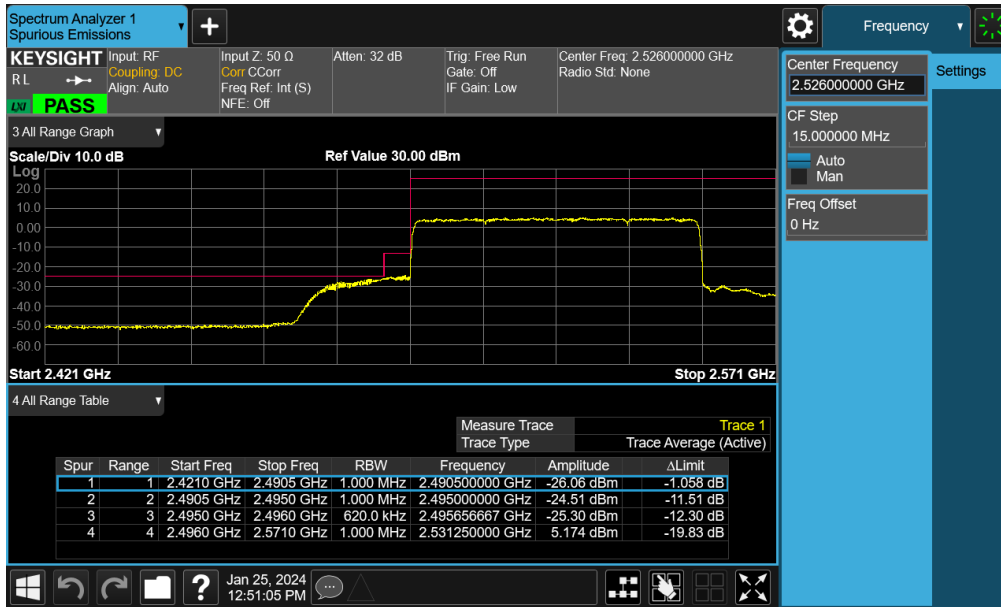 Spectrum Analyzer 1
Spurious Emissions
Frequency
KEYSIGHT
R L
LXI
PASS
Input: RF
Coupling: DC
Align: Auto
Input Z: 50 Ω
Corr CCorr
Freq Ref: Int (S)
NFE: Off
Atten: 32 dB
Trig: Free Run
Gate: Off
IF Gain: Low
Center Freq: 2.526000000 GHz
Radio Std: None
Center Frequency
2.526000000 GHz
Settings
CF Step
15.000000 MHz
Auto
Man
Freq Offset
0 Hz
3 All Range Graph
Scale/Div 10.0 dB
Ref Value 30.00 dBm
Log
20.0
10.0
0.00
-10.0
-20.0
-30.0
-40.0
-50.0
-60.0
Start 2.421 GHz
Stop 2.571 GHz
4 All Range Table
Measure Trace Trace 1
Trace Type Trace Average (Active)
Spur Range Start Freq Stop Freq RBW Frequency Amplitude ΔLimit
1 1 2.4210 GHz 2.4905 GHz 1.000 MHz 2.490500000 GHz -26.06 dBm -1.058 dB
2 2 2.4905 GHz 2.4950 GHz 1.000 MHz 2.495000000 GHz -24.51 dBm -11.51 dB
3 3 2.4950 GHz 2.4960 GHz 620.0 kHz 2.495656667 GHz -25.30 dBm -12.30 dB
4 4 2.4960 GHz 2.5710 GHz 1.000 MHz 2.531250000 GHz 5.174 dBm -19.83 dB
Jan 25, 2024
12:51:05 PM